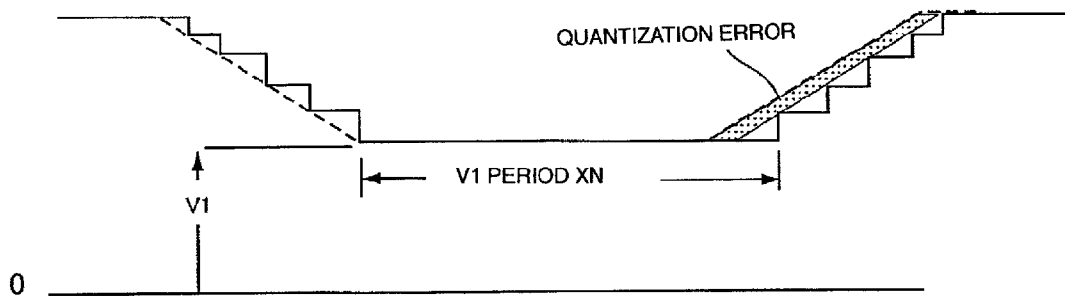 QUANTIZATION ERROR
V1 PERIOD XN
V1
0